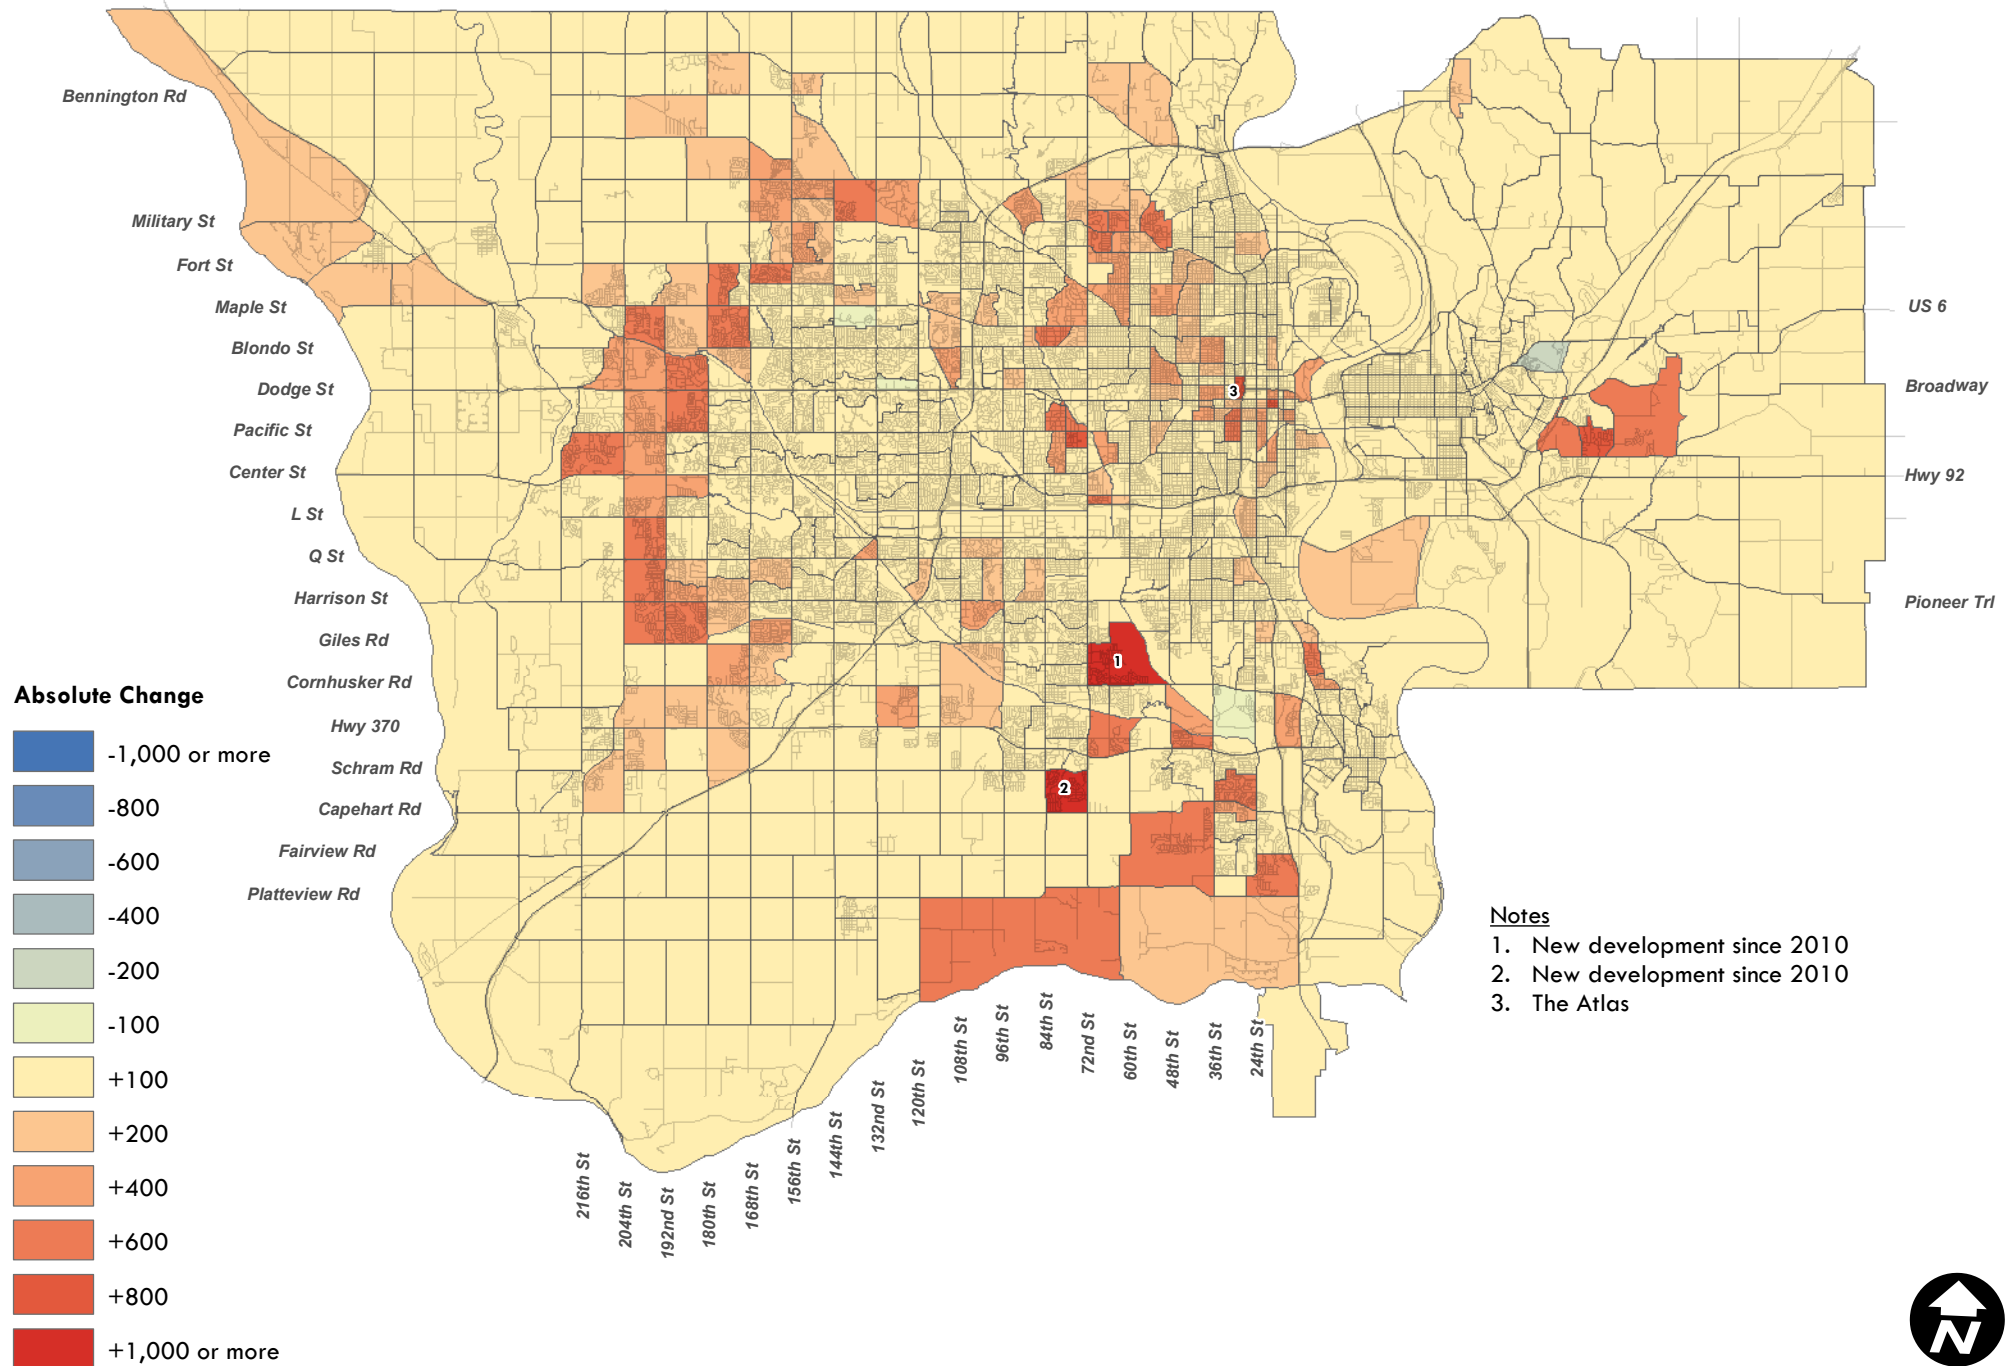 Bennington Rd
Military St
Fort St
Maple St
Blondo St
Dodge St
Pacific St
Center St
L St
Q St
Harrison St
Giles Rd
Cornhusker Rd
Hwy 370
Schram Rd
Capehart Rd
Fairview Rd
Platteview Rd
US 6
Broadway
Hwy 92
Pioneer Trl
3
1
2
Absolute Change
-1,000 or more
-800
-600
-400
-200
-100
+100
+200
+400
+600
+800
+1,000 or more
216th St
204th St
192nd St
180th St
168th St
156th St
144th St
132nd St
120th St
108th St
96th St
84th St
72nd St
60th St
48th St
36th St
24th St
Notes
1. New development since 2010
2. New development since 2010
3. The Atlas
N